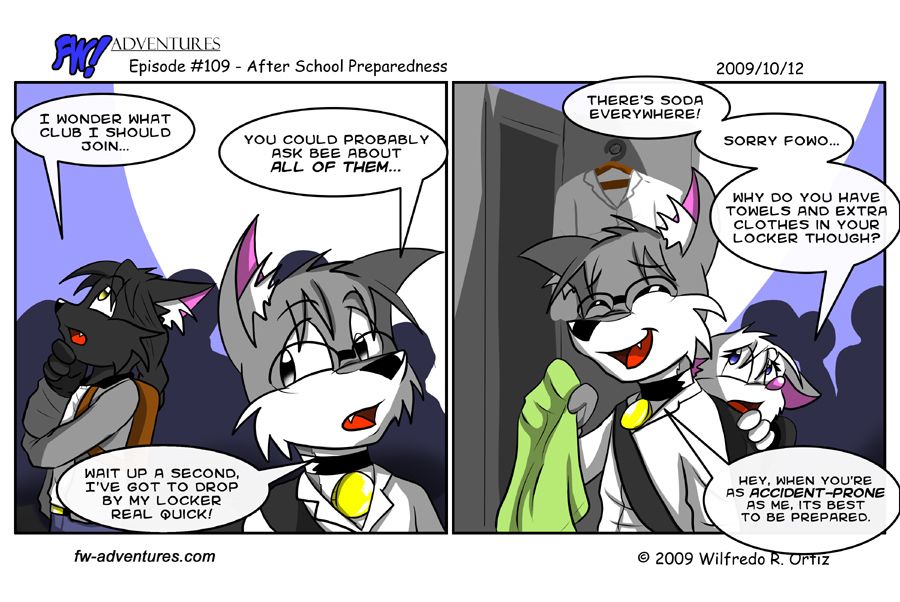 FW! ADVENTURES
Episode #109 - After School Preparedness
2009/10/12
I WONDER WHAT
CLUB I SHOULD
JOIN...
YOU COULD PROBABLY
ASK BEE ABOUT
ALL OF THEM...
WAIT UP A SECOND,
I'VE GOT TO DROP
BY MY LOCKER
REAL QUICK!
THERE'S SODA
EVERYWHERE!
SORRY FOWO...
WHY DO YOU HAVE
TOWELS AND EXTRA
CLOTHES IN YOUR
LOCKER THOUGH?
HEY, WHEN YOU'RE
AS ACCIDENT-PRONE
AS ME, ITS BEST
TO BE PREPARED.
fw-adventures.com
© 2009 Wilfredo R. Ortiz